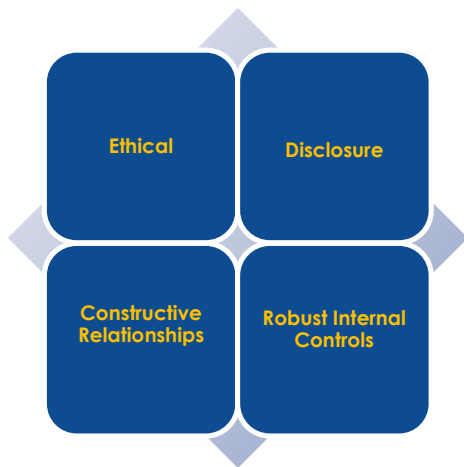 Ethical
Disclosure
Constructive
Relationships
Robust Internal
Controls